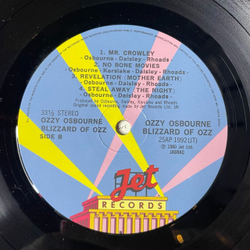 1. MR. CROWLEY
Osbourne - Daisley - Rhoads
2. NO BONE MOVIES
Osbourne - Kerslake - Daisley - Rhoads
3. REVELATION (MOTHER EARTH)
Osbourne - Daisley - Rhoads
4. STEAL AWAY (THE NIGHT)
Osbourne - Daisley - Rhoads
33⅓ STEREO
OZZY OSBOURNE
BLIZZARD OF OZZ
SIDE B
OZZY OSBOURNE
BLIZZARD OF OZZ
25AP 1992(JT)
Jet
RECORDS